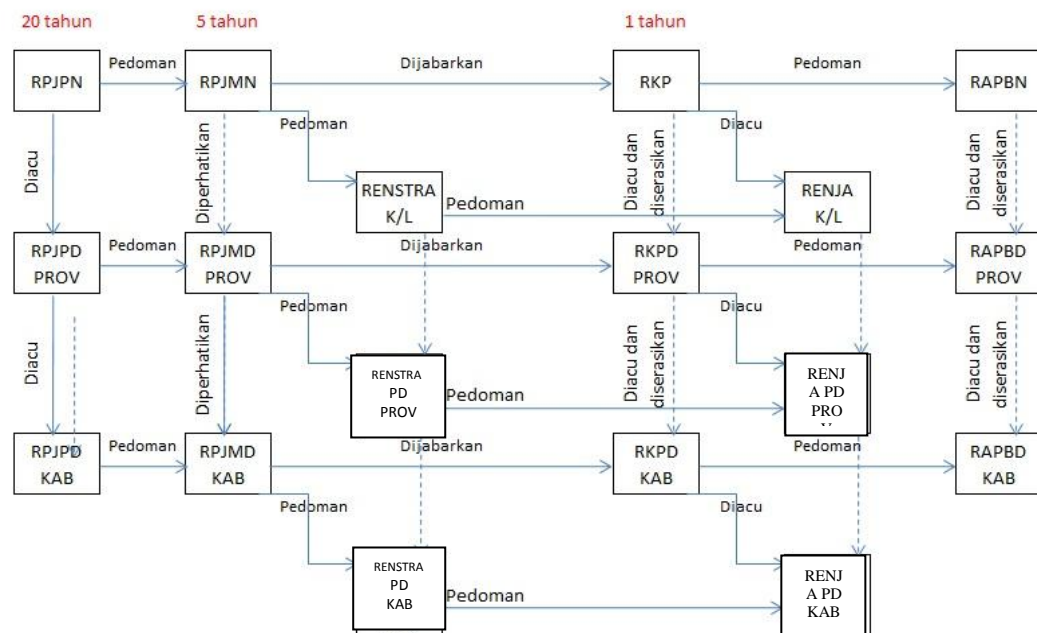 20 tahun
5 tahun
1 tahun
RPJPN
Pedoman
RPJMN
Dijabarkan
RKP
Pedoman
RAPBN
Pedoman
Diacu
Diacu
Diperhatikan
Diacu dan
diserasikan
Diacu dan
diserasikan
RENSTRA
K/L
Pedoman
RENJA
K/L
RPJPD
PROV
Pedoman
RPJMD
PROV
Dijabarkan
RKPD
PROV
Pedoman
RAPBD
PROV
Pedoman
Diacu
Diacu
Diperhatikan
Diacu dan
diserasikan
Diacu dan
diserasikan
RENSTRA
PD
PROV
Pedoman
RENJ
A PD
PRO
V
RPJPD
KAB
Pedoman
RPJMD
KAB
Dijabarkan
RKPD
KAB
Pedoman
RAPBD
KAB
Pedoman
Diacu
RENSTRA
PD
KAB
Pedoman
RENJ
A PD
KAB